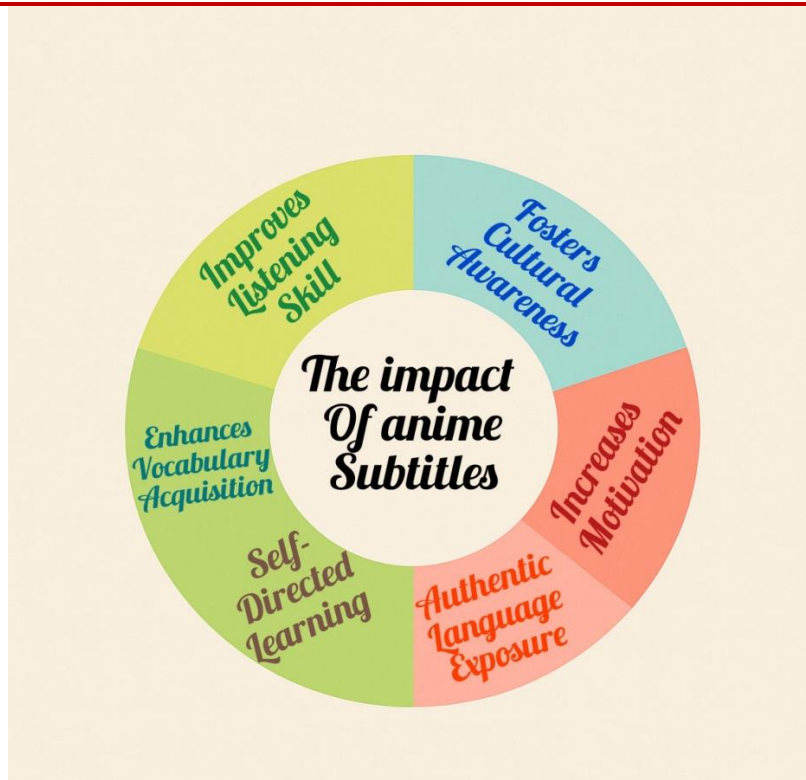 The impact
Of anime
Subtitles
Fosters
Cultural
Awareness
Increases
Motivation
Authentic
Language
Exposure
Self-
Directed
Learning
Enhances
Vocabulary
Acquisition
Improves
Listening
Skill